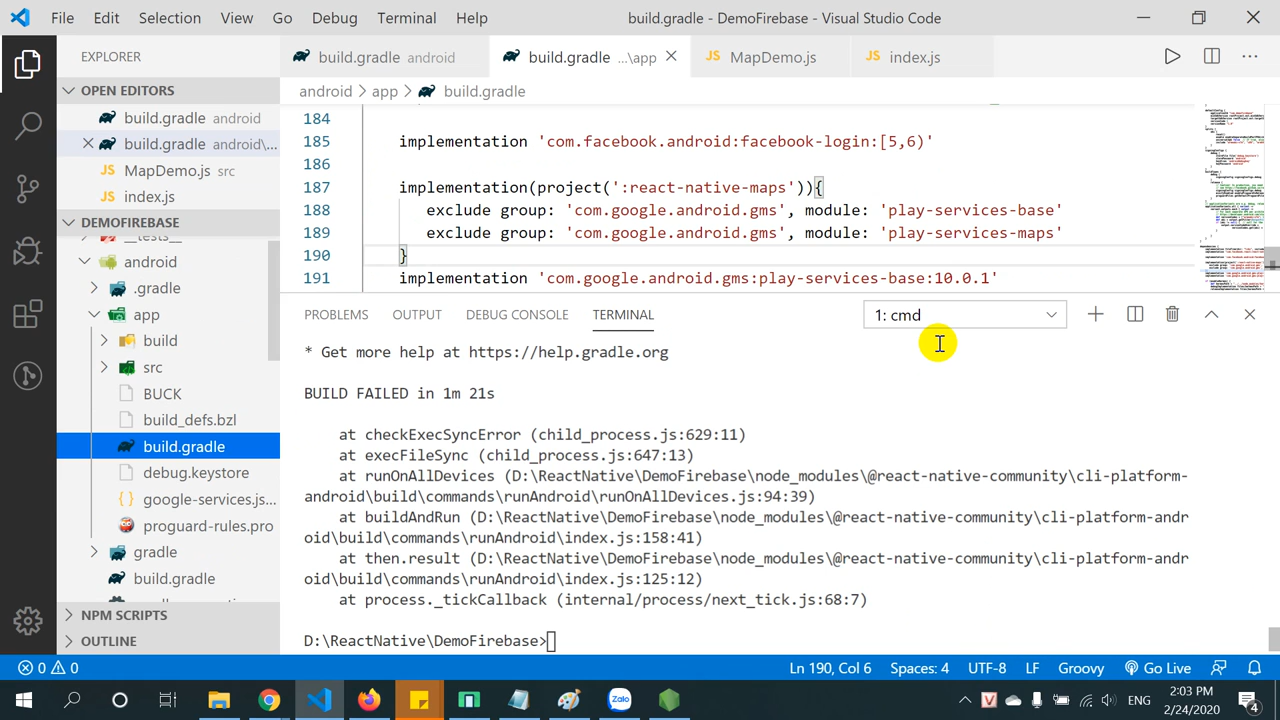 File Edit Selection View Go Debug Terminal Help build.gradle - DemoFirebase - Visual Studio Code
EXPLORER
build.gradle android build.gradle ...\app MapDemo.js index.js
OPEN EDITORS
android > app > build.gradle
build.gradle android
build.gradle android\...
MapDemo.js src
index.js
DEMOFIREBASE
__tests__
android
.gradle
app
build
src
BUCK
build_defs.bzl
build.gradle
debug.keystore
google-services.js...
proguard-rules.pro
gradle
build.gradle
NPM SCRIPTS
OUTLINE
184
185 implementation 'com.facebook.android:facebook-login:[5,6)'
186
187 implementation(project(':react-native-maps')){
188 exclude group: 'com.google.android.gms', module: 'play-services-base'
189 exclude group: 'com.google.android.gms', module: 'play-services-maps'
190 }
191 implementation 'com.google.android.gms:play-services-base:10.0.1'
PROBLEMS OUTPUT DEBUG CONSOLE TERMINAL 1: cmd
* Get more help at https://help.gradle.org
BUILD FAILED in 1m 21s
at checkExecSyncError (child_process.js:629:11)
at execFileSync (child_process.js:647:13)
at runOnAllDevices (D:\ReactNative\DemoFirebase\node_modules\@react-native-community\cli-platform-
android\build\commands\runAndroid\runOnAllDevices.js:94:39)
at buildAndRun (D:\ReactNative\DemoFirebase\node_modules\@react-native-community\cli-platform-andr
oid\build\commands\runAndroid\index.js:158:41)
at then.result (D:\ReactNative\DemoFirebase\node_modules\@react-native-community\cli-platform-andr
oid\build\commands\runAndroid\index.js:125:12)
at process._tickCallback (internal/process/next_tick.js:68:7)
D:\ReactNative\DemoFirebase>
0 0 Ln 190, Col 6 Spaces: 4 UTF-8 LF Groovy Go Live
Zalo V ENG 2:03 PM
2/24/2020 4